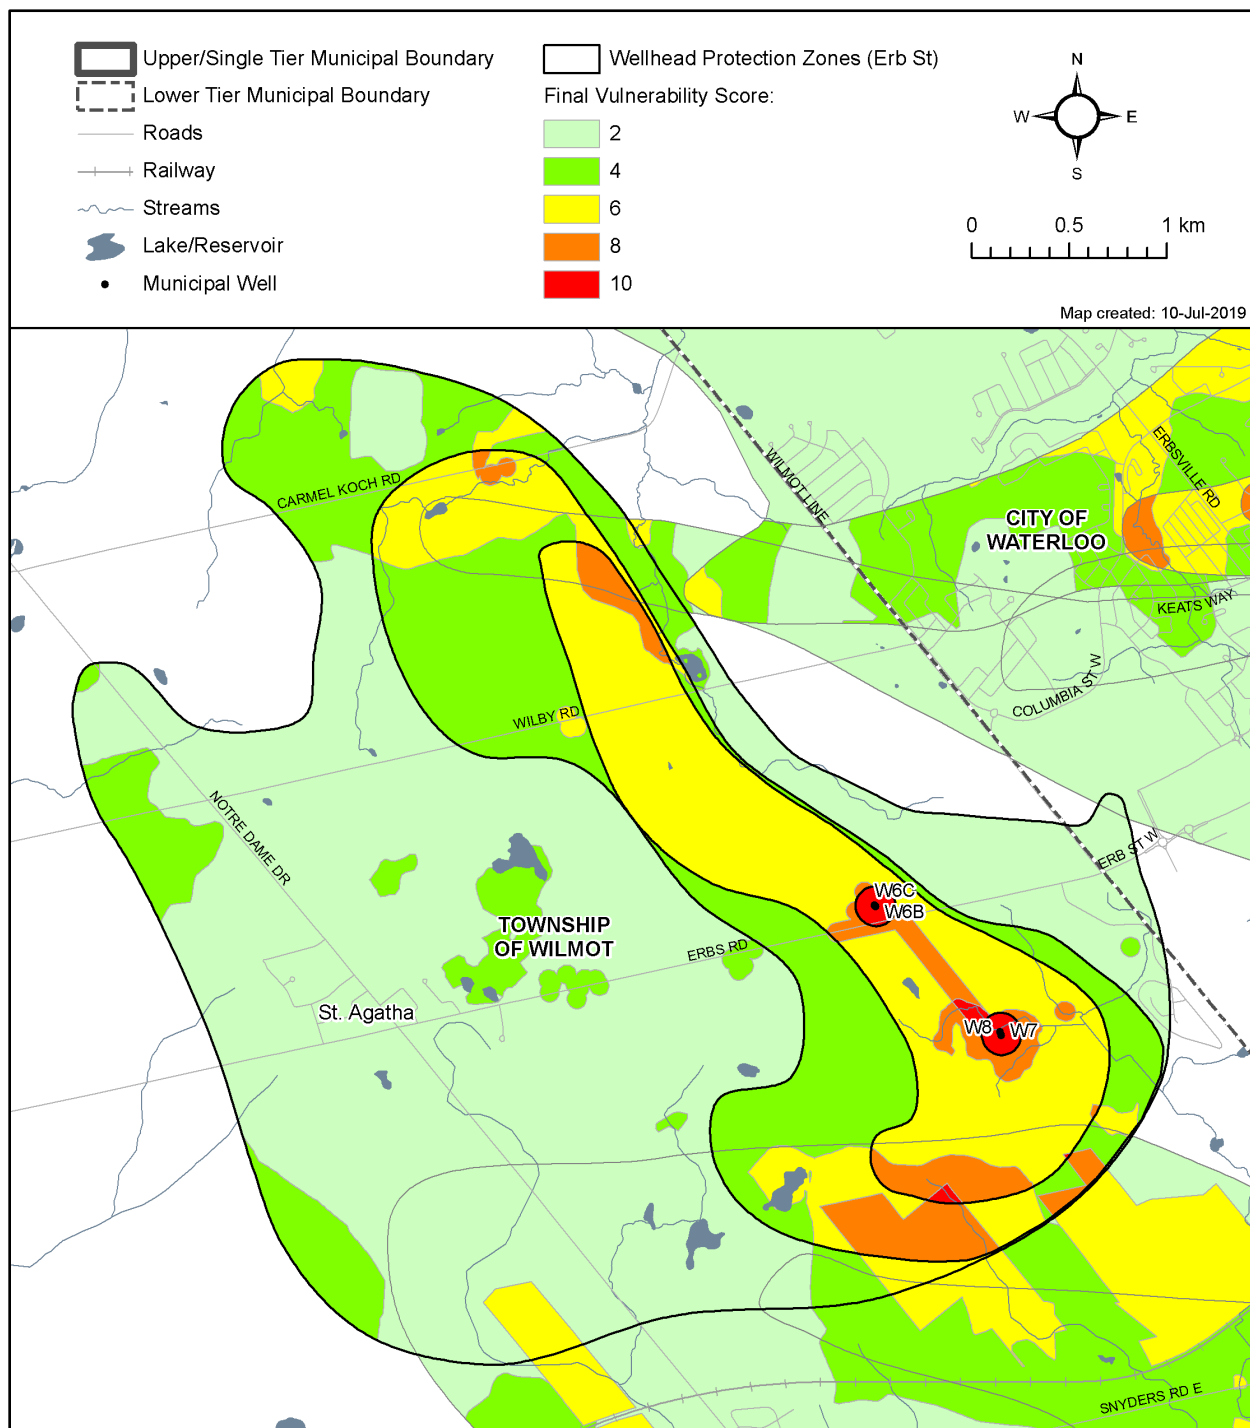 Upper/Single Tier Municipal Boundary
Lower Tier Municipal Boundary
Roads
Railway
Streams
Lake/Reservoir
Municipal Well
Wellhead Protection Zones (Erb St)
Final Vulnerability Score:
2
4
6
8
10
N
W E
S
0 0.5 1 km
Map created: 10-Jul-2019
ERBSVILLE RD
WILMOT LINE
CARMEL KOCH RD
CITY OF
WATERLOO
KEATS WAY
COLUMBIA ST W
WILBY RD
NOTRE DAME DR
ERB ST W
W6C
W6B
TOWNSHIP
OF WILMOT
ERBS RD
St. Agatha
W8 W7
SNYDERS RD E